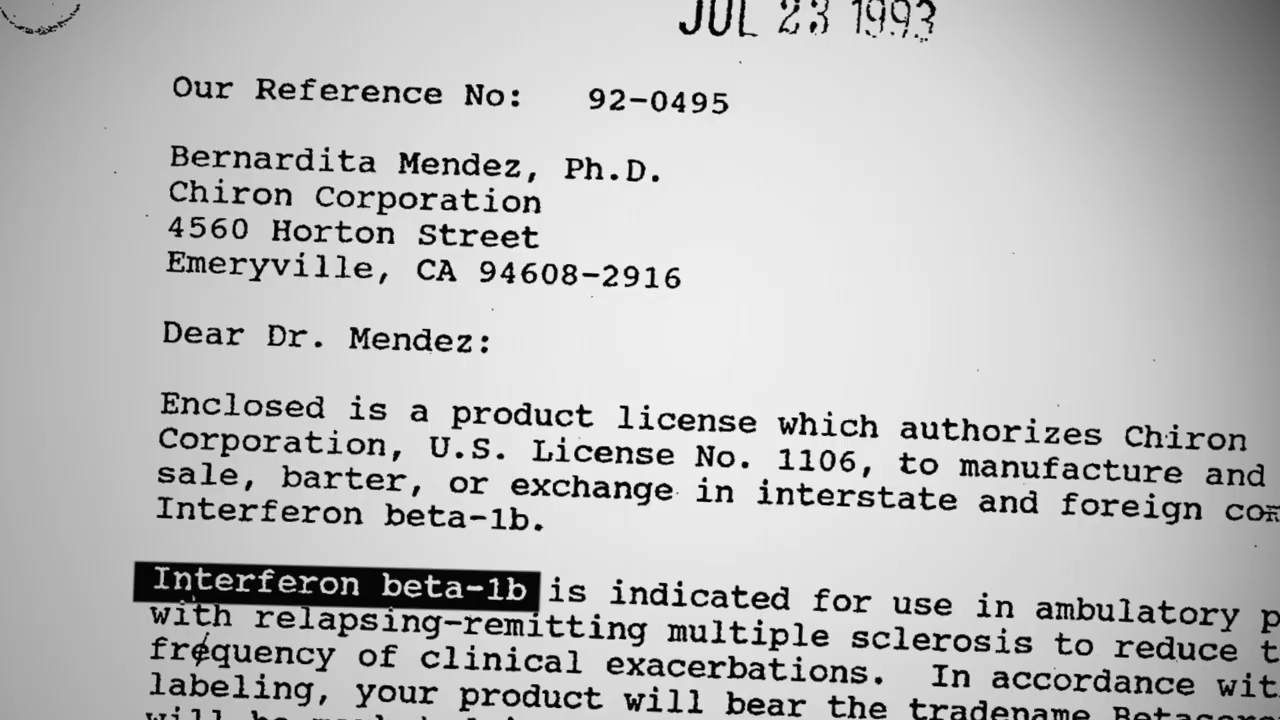 JUL 23 1993
Our Reference No: 92-0495
Bernardita Mendez, Ph.D.
Chiron Corporation
4560 Horton Street
Emeryville, CA 94608-2916
Dear Dr. Mendez:
Enclosed is a product license which authorizes Chiron
Corporation, U.S. License No. 1106, to manufacture and
sale, barter, or exchange in interstate and foreign
Interferon beta-1b.
Interferon beta-1b is indicated for use in ambulatory
with relapsing-remitting multiple sclerosis to reduce
frequency of clinical exacerbations. In accordance
labeling, your product will bear the tradename
will be